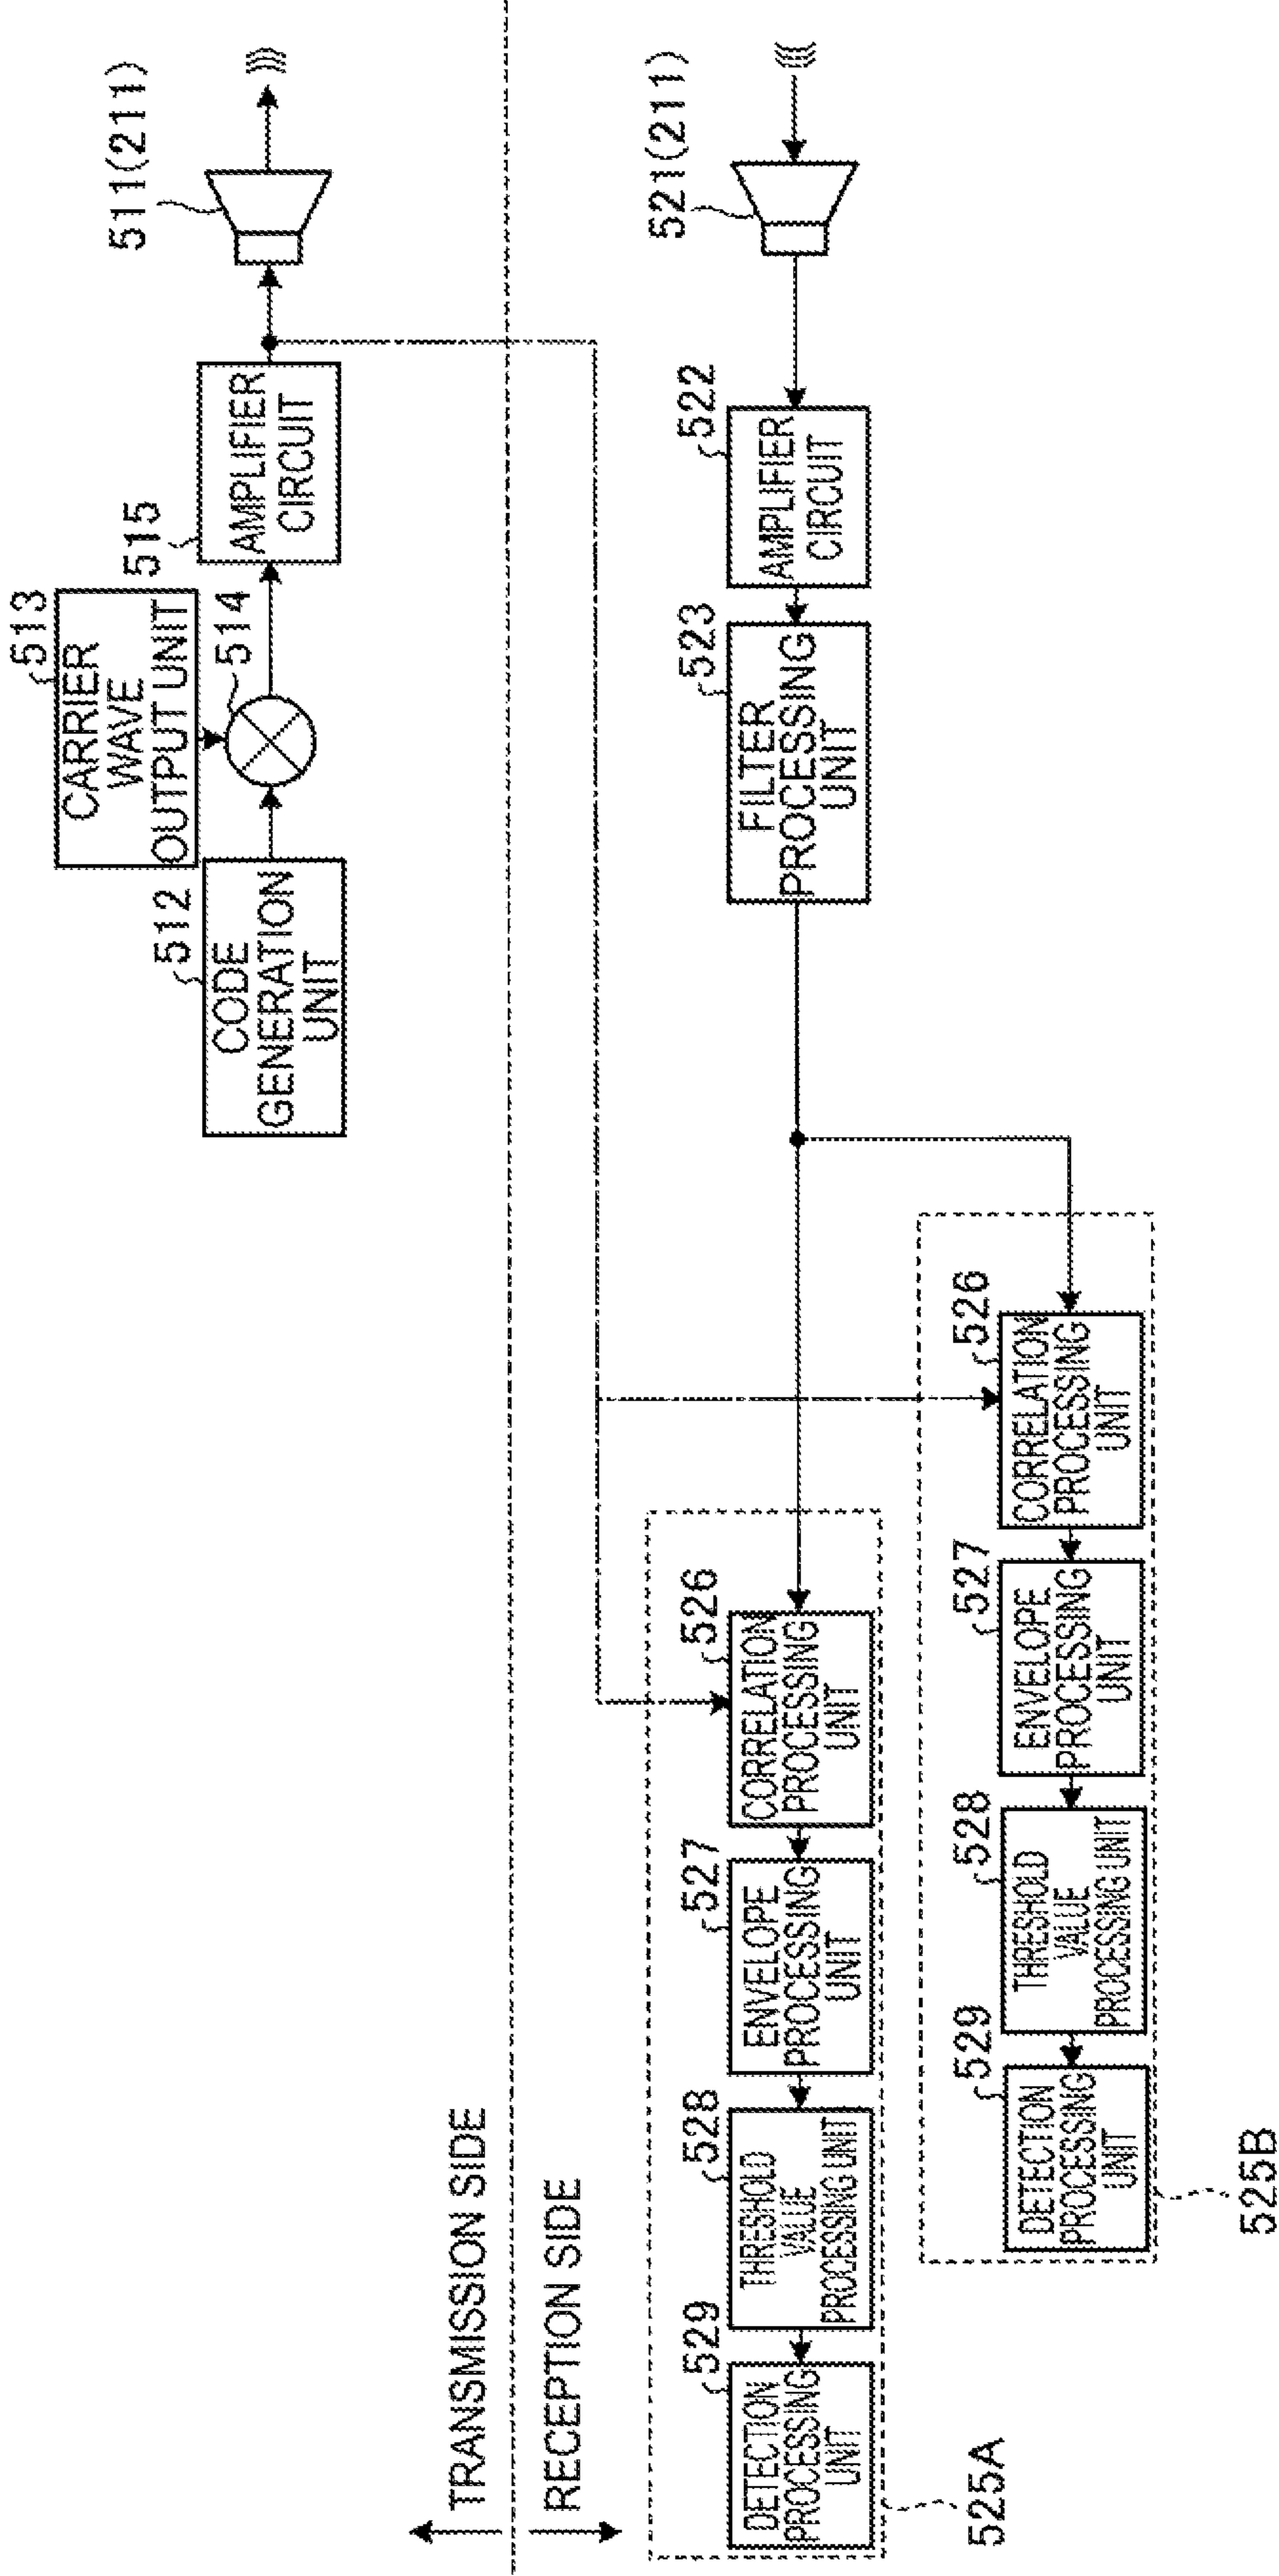 513
CARRIER
WAVE
OUTPUT UNIT
512
CODE
GENERATION
UNIT
514
515
AMPLIFIER
CIRCUIT
511(211)
TRANSMISSION SIDE
RECEPTION SIDE
521(211)
522
AMPLIFIER
CIRCUIT
523
FILTER
PROCESSING
UNIT
526
CORRELATION
PROCESSING
UNIT
527
ENVELOPE
PROCESSING
UNIT
528
THRESHOLD
VALUE
PROCESSING UNIT
529
DETECTION
PROCESSING
UNIT
525A
526
CORRELATION
PROCESSING
UNIT
527
ENVELOPE
PROCESSING
UNIT
528
THRESHOLD
VALUE
PROCESSING UNIT
529
DETECTION
PROCESSING
UNIT
525B